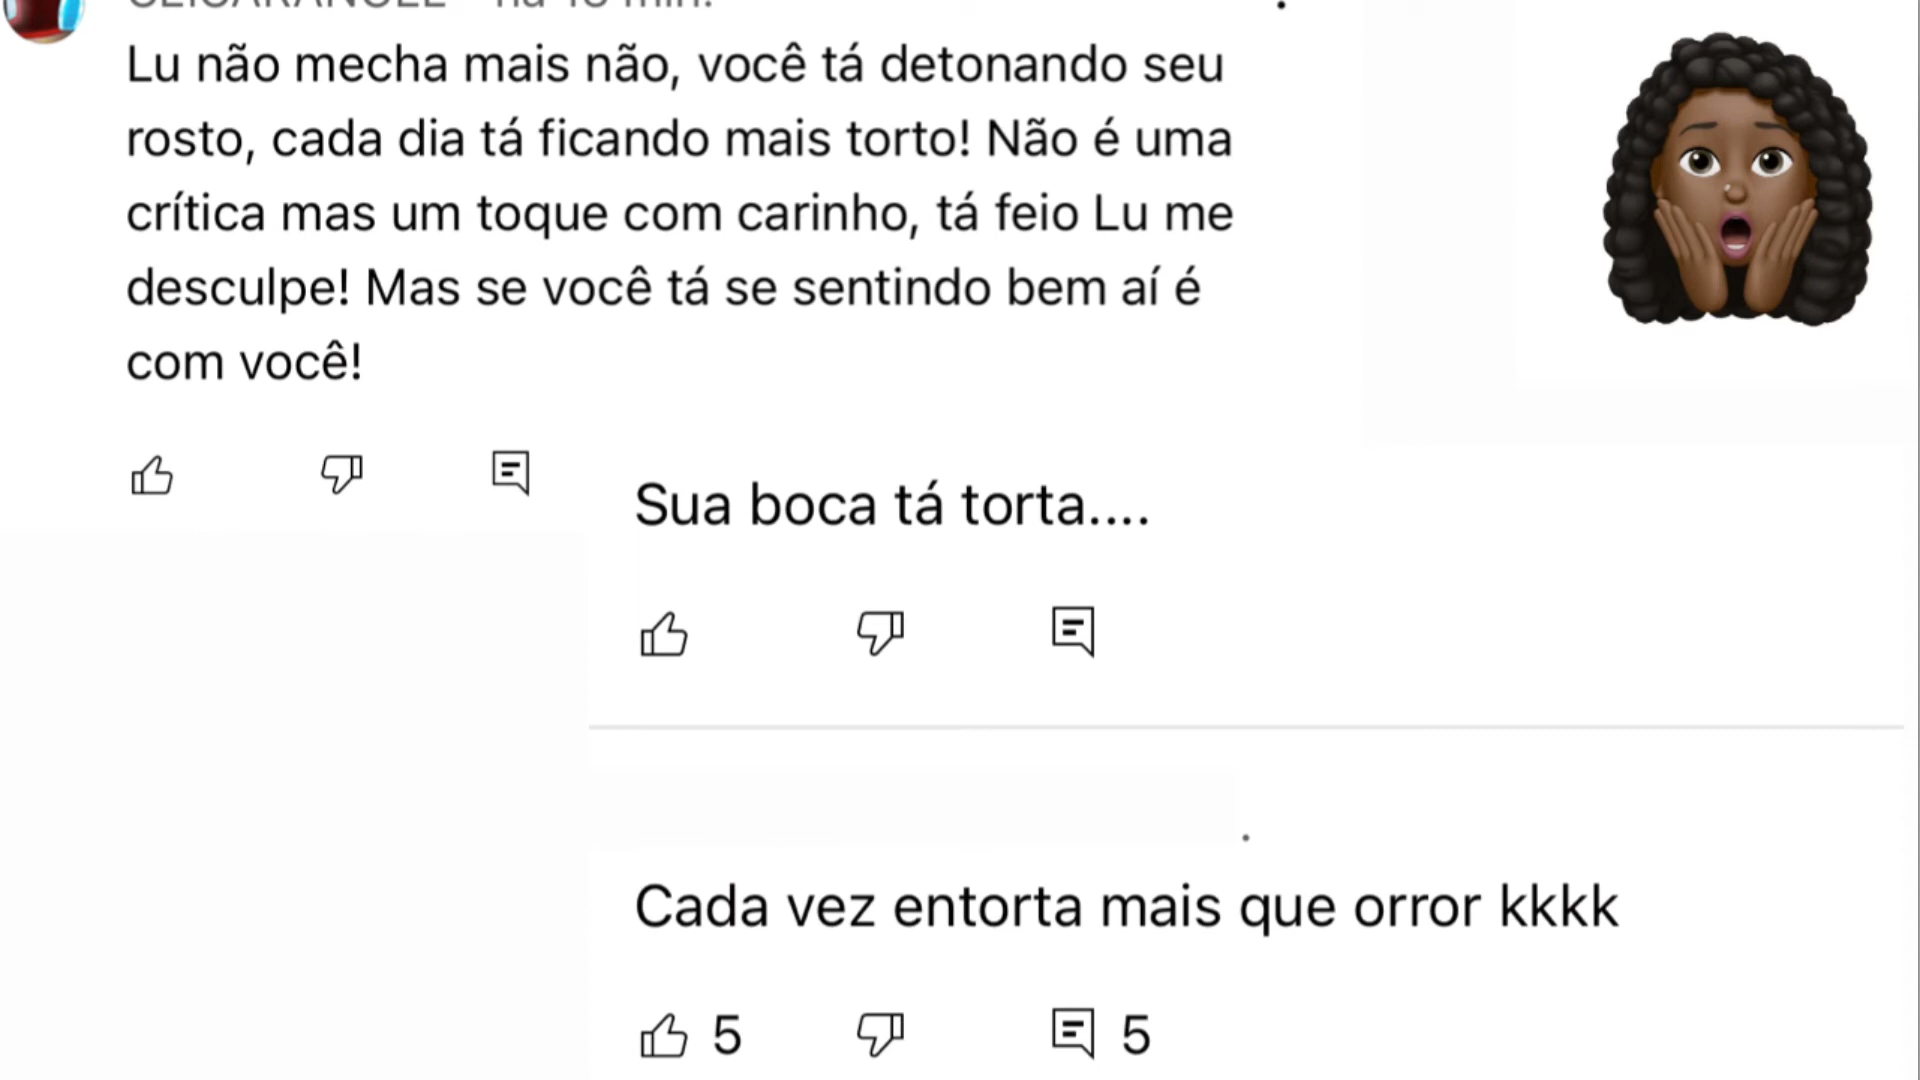 Lu não mecha mais não, você tá detonando seu
rosto, cada dia tá ficando mais torto! Não é uma
crítica mas um toque com carinho, tá feio Lu me
desculpe! Mas se você tá se sentindo bem aí é
com você!
Sua boca tá torta....
Cada vez entorta mais que orror kkkk
5
5